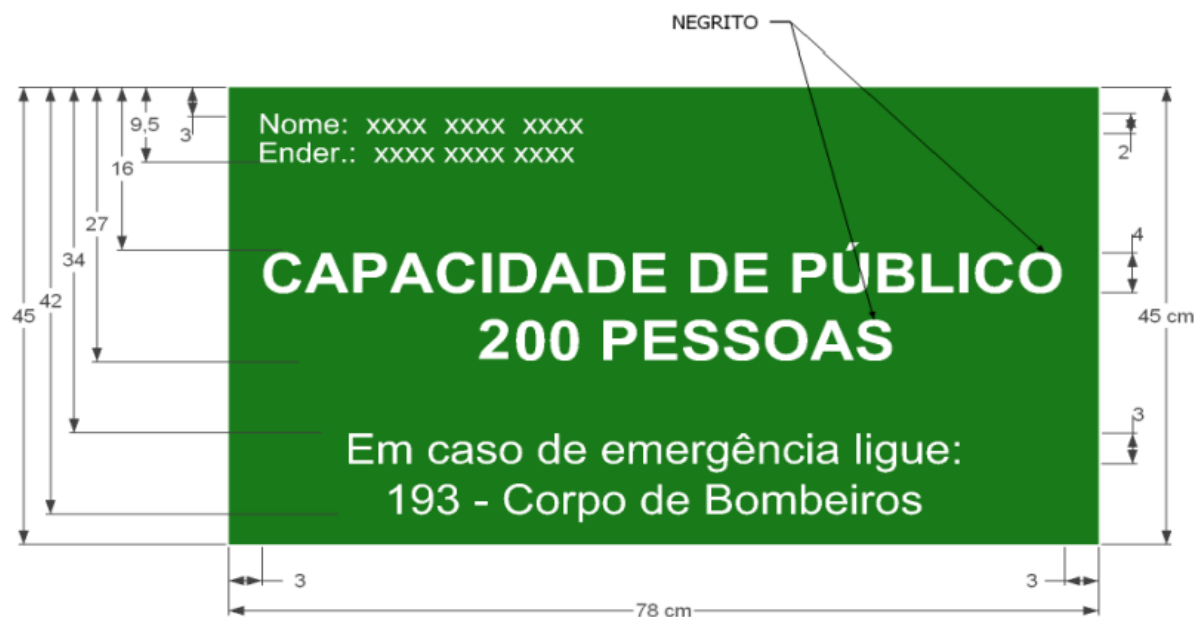 NEGRITO
9,5
3
16
27
34
42
45
Nome: xxxx xxxx xxxx
Ender.: xxxx xxxx xxxx
CAPACIDADE DE PÚBLICO
200 PESSOAS
Em caso de emergência ligue:
193 - Corpo de Bombeiros
2
4
45 cm
3
3
3
78 cm